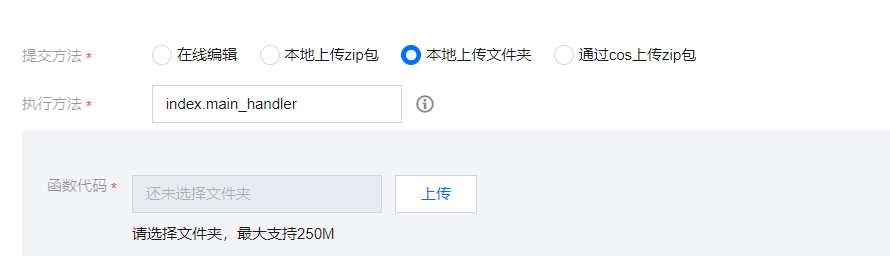 提交方法 * 在线编辑 本地上传zip包 本地上传文件夹 通过cos上传zip包
执行方法 * index.main_handler
函数代码 * 还未选择文件夹 上传
请选择文件夹，最大支持250M